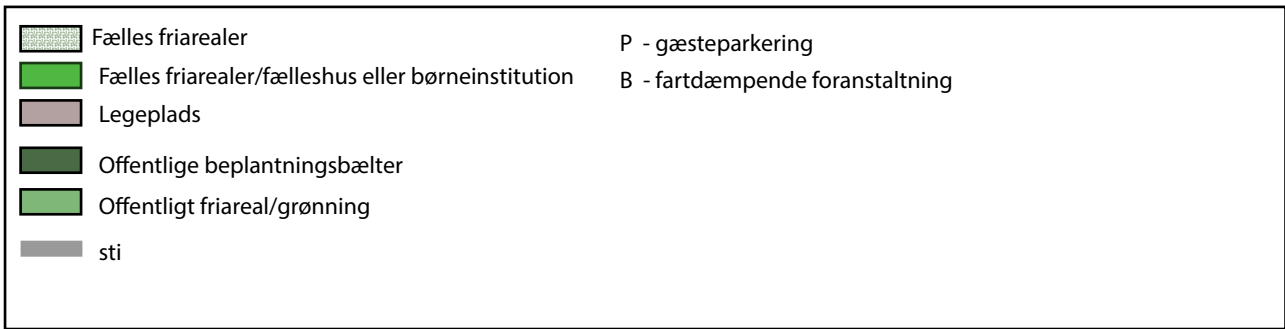 Fælles friarealer
Fælles friarealer/fælleshus eller børneinstitution
Legeplads
Offentlige beplantningsbælter
Offentligt friareal/grønning
sti
P - gæsteparkering
B - fartdæmpende foranstaltning